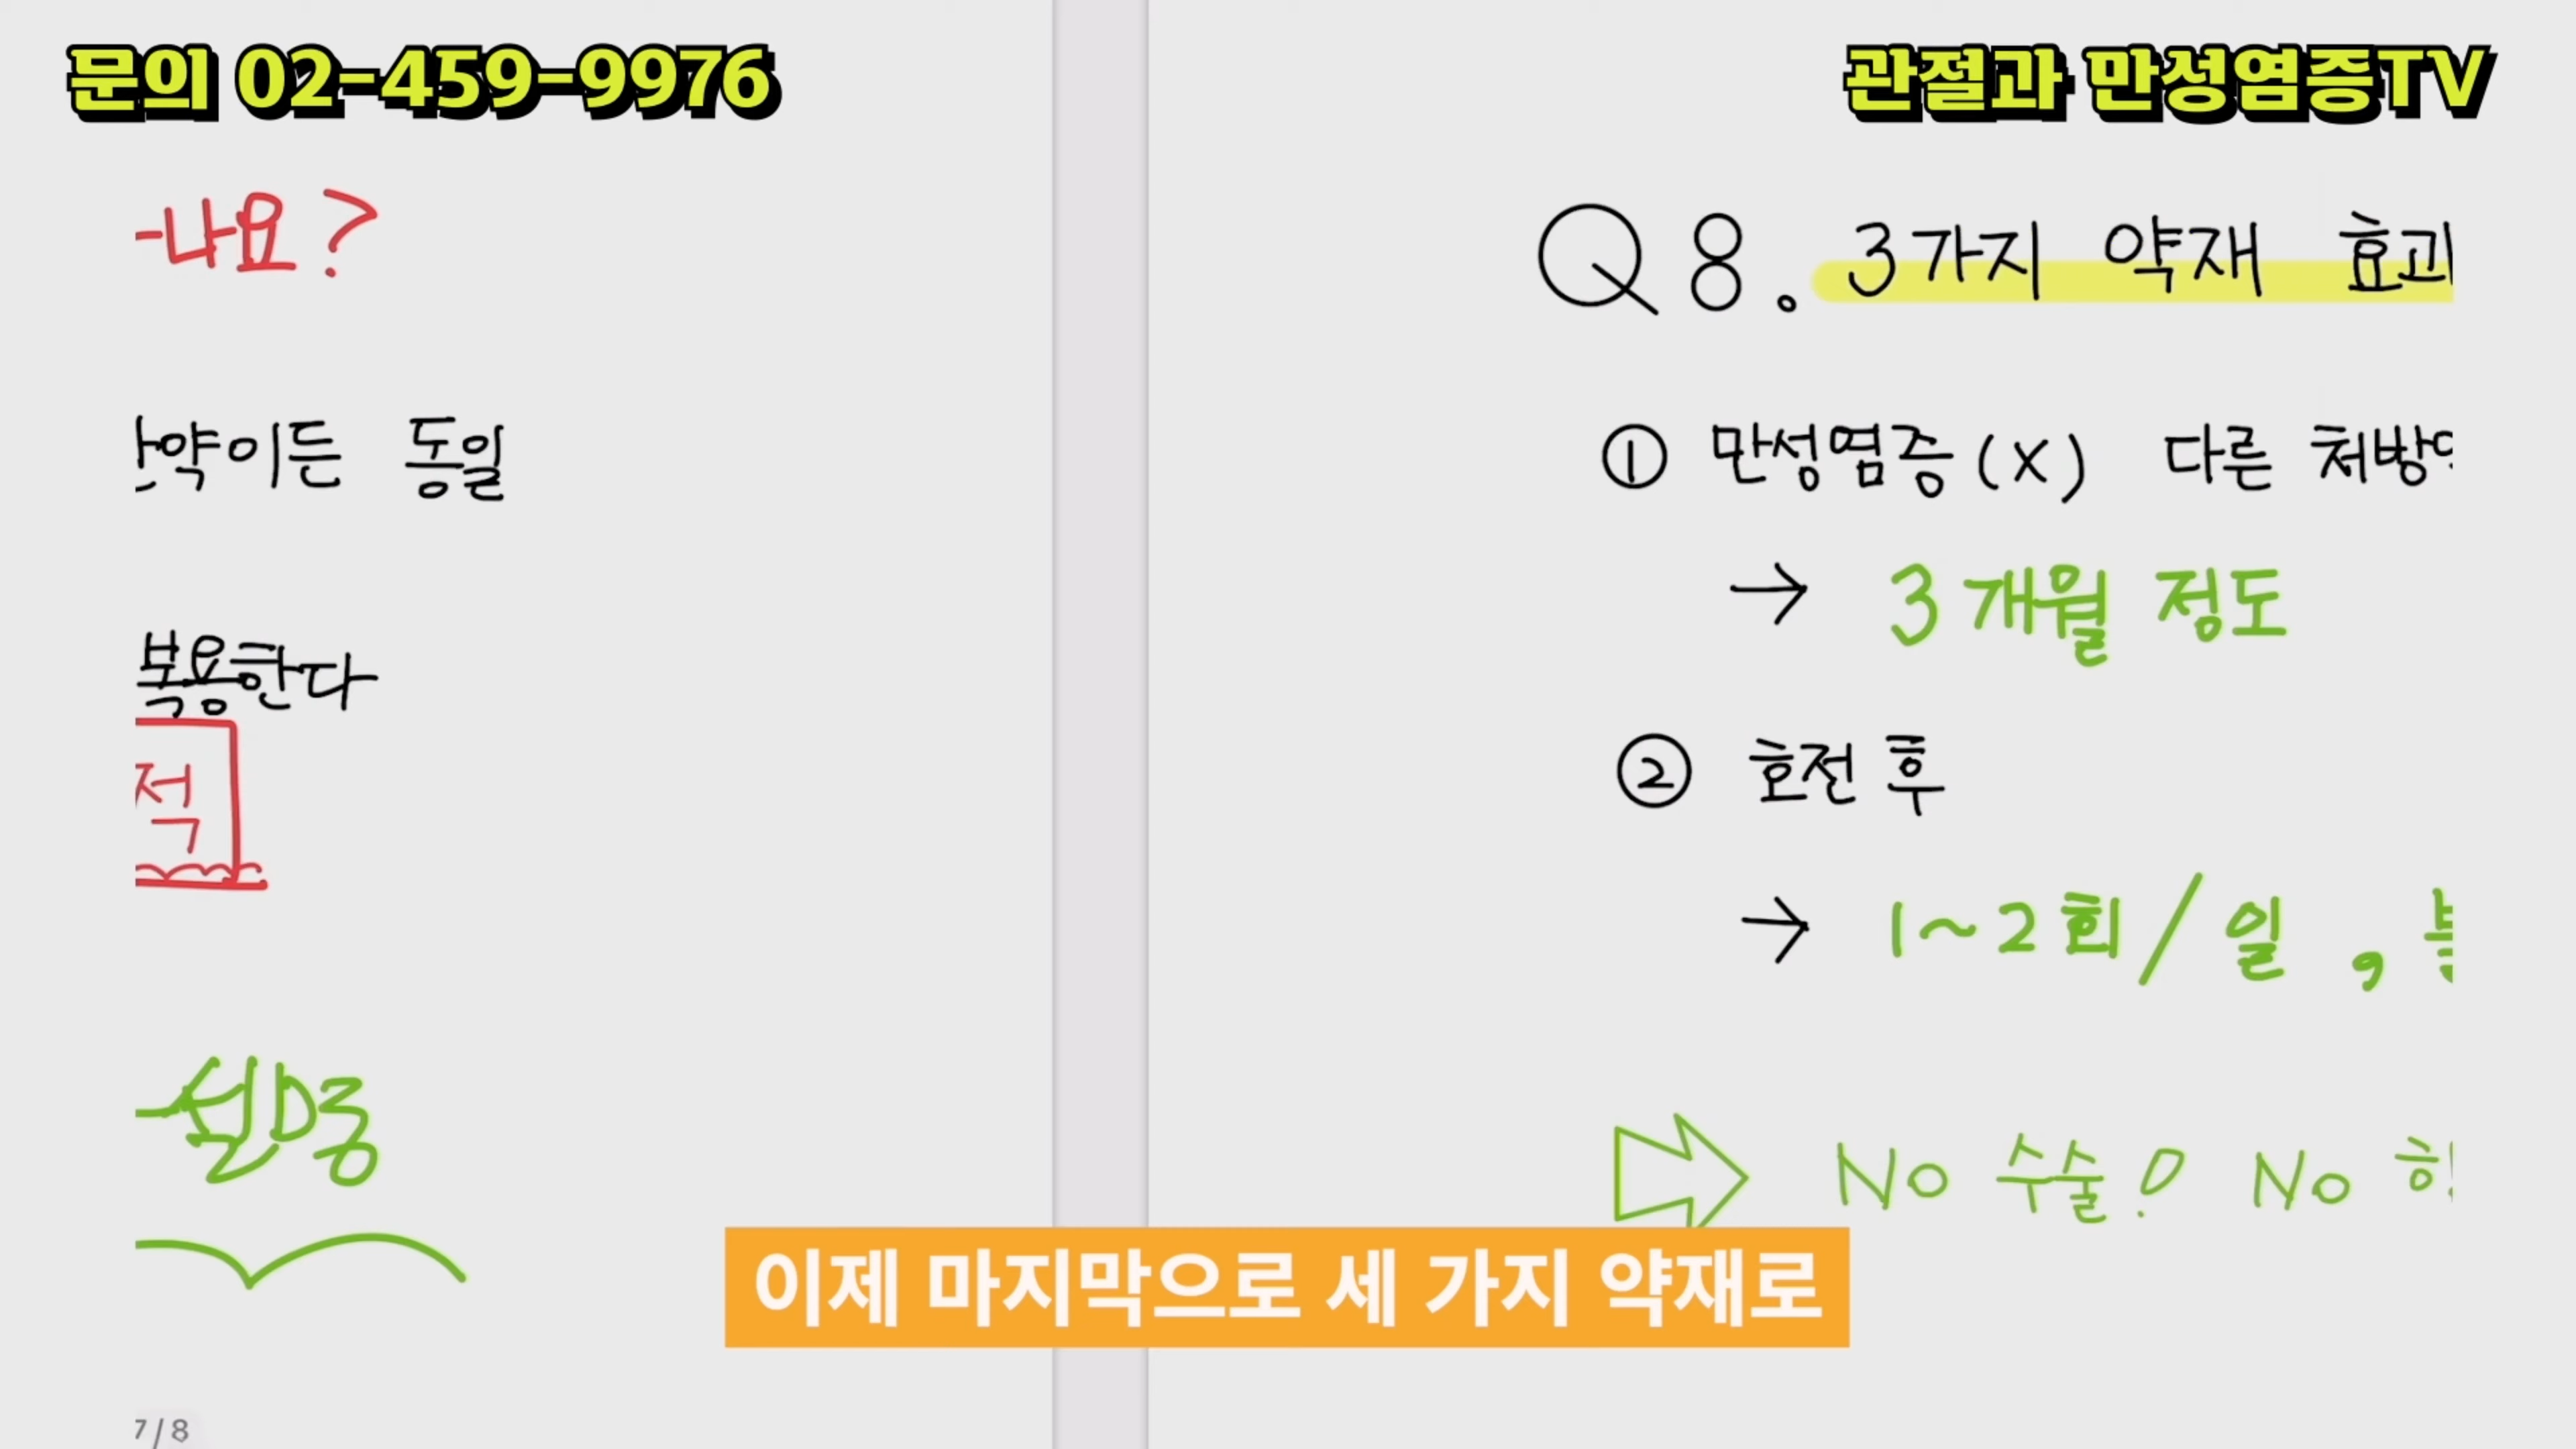 문의 02-459-9976
관절과 만성염증TV
나요?
약이든 동일
복용한다
적
Q8. 3가지 약재 효과
① 만성염증(X) 다른 처방
→ 3개월 정도
② 호전 후
→ 1~2회/일,
No 수술? No
이제 마지막으로 세 가지 약재로
7/8